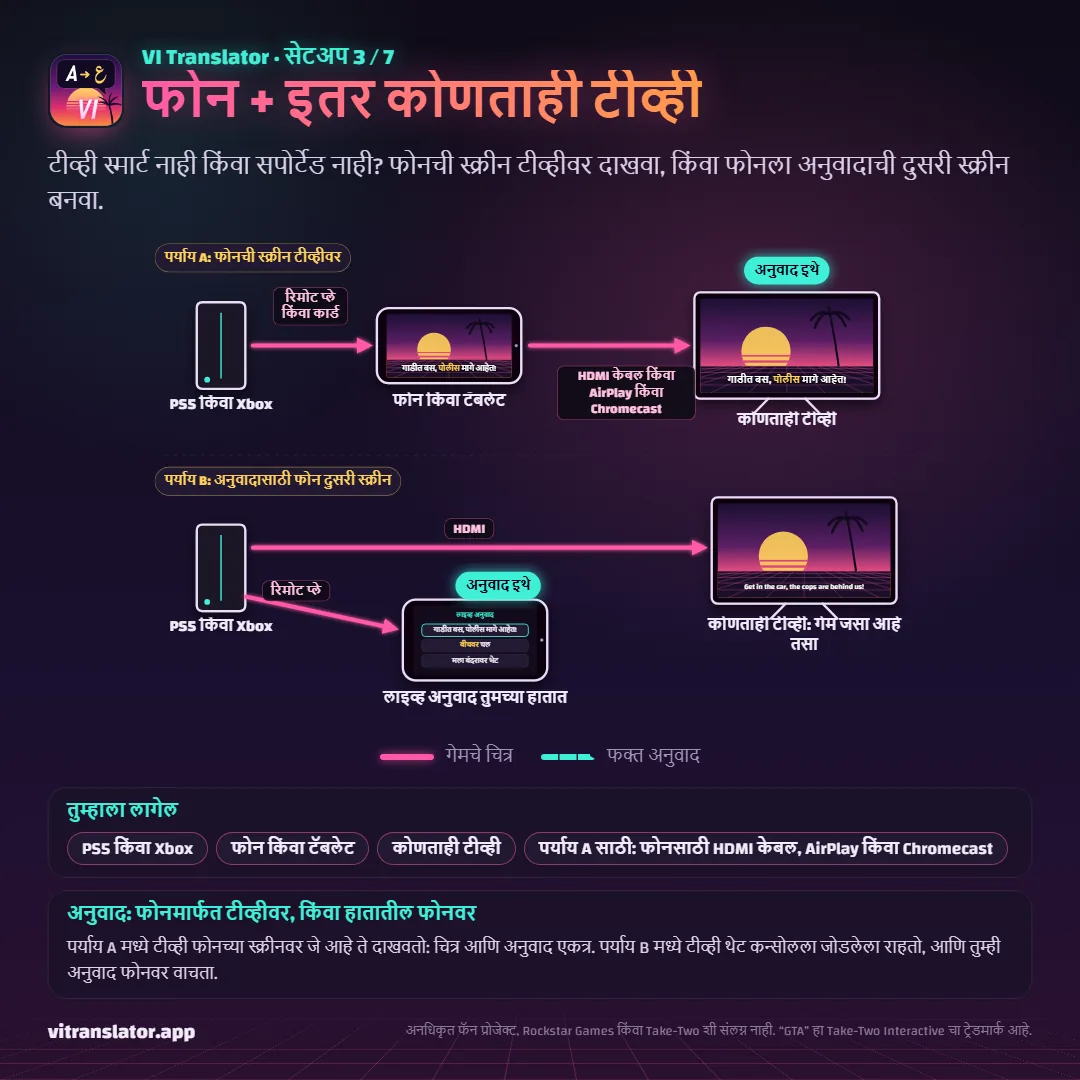 A→ع
VI
VI Translator · सेटअप 3 / 7
फोन + इतर कोणताही टीव्ही
टीव्ही स्मार्ट नाही किंवा सपोर्टेड नाही? फोनची स्क्रीन टीव्हीवर दाखवा, किंवा फोनला अनुवादाची दुसरी स्क्रीन
बनवा.
पर्याय A: फोनची स्क्रीन टीव्हीवर
अनुवाद इथे
रिमोट प्ले
किंवा कार्ड
गाडीत बस, पोलीस मागे आहेत!
गाडीत बस, पोलीस मागे आहेत!
HDMI केबल किंवा
AirPlay किंवा
Chromecast
PS5 किंवा Xbox
फोन किंवा टॅबलेट
कोणताही टीव्ही
पर्याय B: अनुवादासाठी फोन दुसरी स्क्रीन
HDMI
रिमोट प्ले
अनुवाद इथे
Get in the car, the cops are behind us!
लाइव्ह अनुवाद
गाडीत बस, पोलीस मागे आहेत!
बीचवर चल
मला बंदरावर भेट
PS5 किंवा Xbox
कोणताही टीव्ही: गेम जसा आहे
तसा
लाइव्ह अनुवाद तुमच्या हातात
गेमचे चित्र
फक्त अनुवाद
तुम्हाला लागेल
PS5 किंवा Xbox
फोन किंवा टॅबलेट
कोणताही टीव्ही
पर्याय A साठी: फोनसाठी HDMI केबल, AirPlay किंवा Chromecast
अनुवाद: फोनमार्फत टीव्हीवर, किंवा हातातील फोनवर
पर्याय A मध्ये टीव्ही फोनच्या स्क्रीनवर जे आहे ते दाखवतो: चित्र आणि अनुवाद एकत्र. पर्याय B मध्ये टीव्ही थेट कन्सोलला जोडलेला राहतो, आणि तुम्ही
अनुवाद फोनवर वाचता.
vitranslator.app
अनधिकृत फॅन प्रोजेक्ट, Rockstar Games किंवा Take-Two शी संलग्न नाही. “GTA” हा Take-Two Interactive चा ट्रेडमार्क आहे.